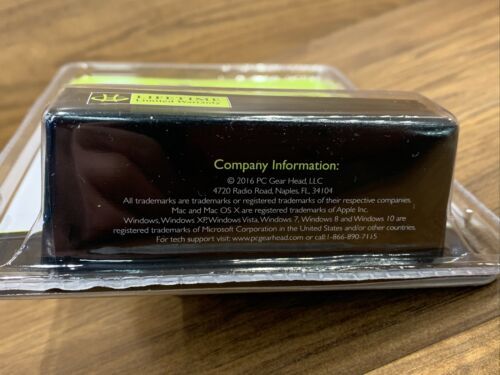 LIFETIME
Limited Warranty
Company Information:
© 2016 PC Gear Head, LLC
4720 Radio Road, Naples, FL 34104
All trademarks are trademarks or registered trademarks of their respective companies.
Mac and Mac OS X are registered trademarks of Apple Inc.
Windows, Windows XP, Windows Vista, Windows 7, Windows 8 and Windows 10 are
registered trademarks of Microsoft Corporation in the United States and/or other countries.
For tech support visit: www.pcgearhead.com or call:1-866-890-7115